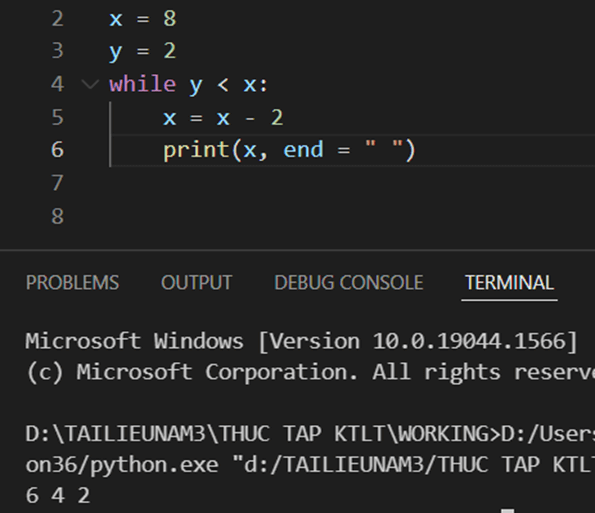 2 x = 8
3 y = 2
4 while y < x:
5 x = x - 2
6 print(x, end = " ")
7
8
PROBLEMS OUTPUT DEBUG CONSOLE TERMINAL
Microsoft Windows [Version 10.0.19044.1566]
(c) Microsoft Corporation. All rights reserve
D:\TAILIEUNAM3\THUC TAP KTLT\WORKING>D:/User
on36/python.exe "d:/TAILIEUNAM3/THUC TAP KTL
6 4 2